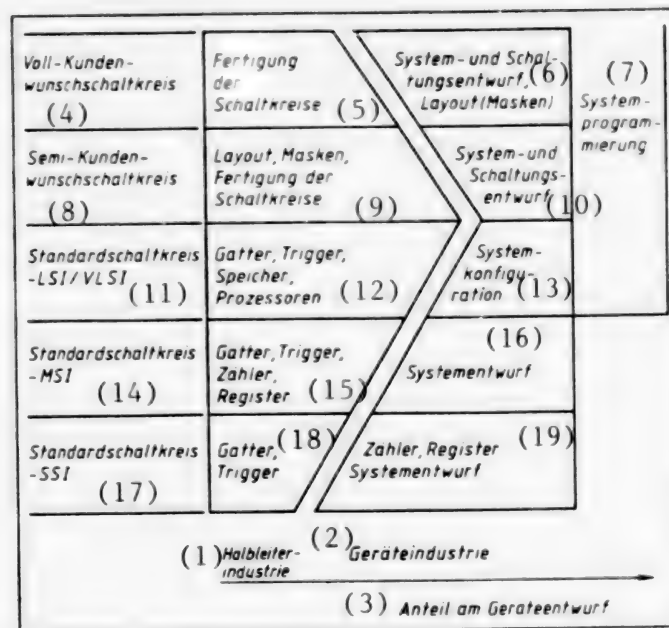 Voll-Kunden-
wunschschaltkreis
(4)
Fertigung
der
Schaltkreise
(5)
System- und Schal-
tungsentwurf, (6)
Layout (Masken)
(7)
System-
program-
mierung
Semi-Kunden-
wunschschaltkreis
(8)
Layout, Masken,
Fertigung der
Schaltkreise
(9)
System- und
Schaltungs-
entwurf (10)
Standardschaltkreis
-LSI/VLSI (11)
Gatter, Trigger,
Speicher,
Prozessoren (12)
System-
konfigu-
ration (13)
Standardschaltkreis
-MSI (14)
Gatter, Trigger,
Zähler,
Register (15)
(16)
Systementwurf
Standardschaltkreis
-SSI (17)
Gatter, (18)
Trigger
Zähler, Register (19)
Systementwurf
(1) Halbleiter-
industrie
(2) Geräteindustrie
(3) Anteil am Geräteentwurf